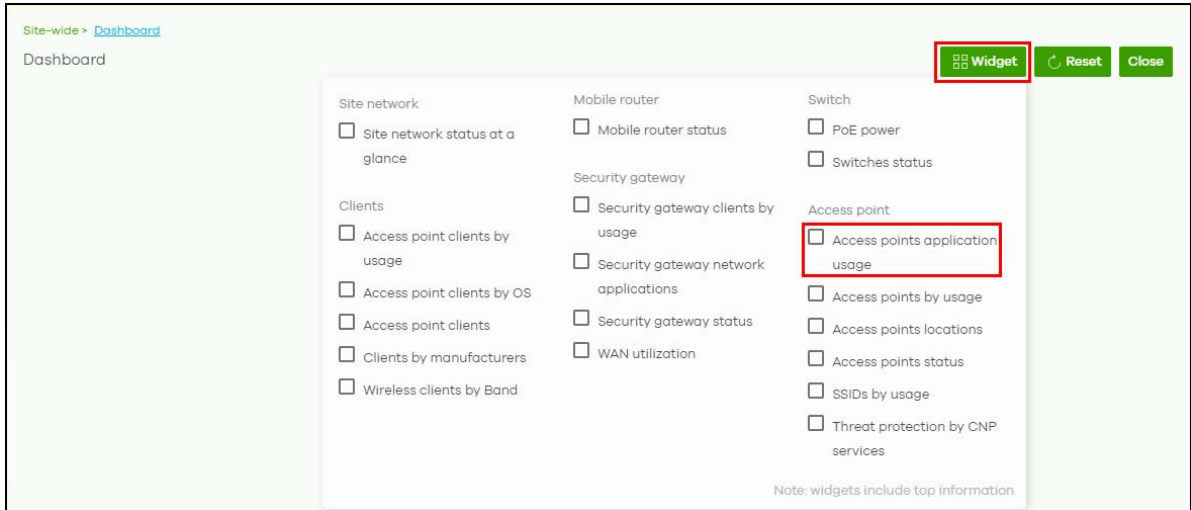 Site-wide > Dashboard
Dashboard
Widget
Reset
Close
Site network
Site network status at a
glance
Clients
Access point clients by
usage
Access point clients by OS
Access point clients
Clients by manufacturers
Wireless clients by Band
Mobile router
Mobile router status
Security gateway
Security gateway clients by
usage
Security gateway network
applications
Security gateway status
WAN utilization
Switch
PoE power
Switches status
Access point
Access points application
usage
Access points by usage
Access points locations
Access points status
SSIDs by usage
Threat protection by CNP
services
Note: widgets include top information